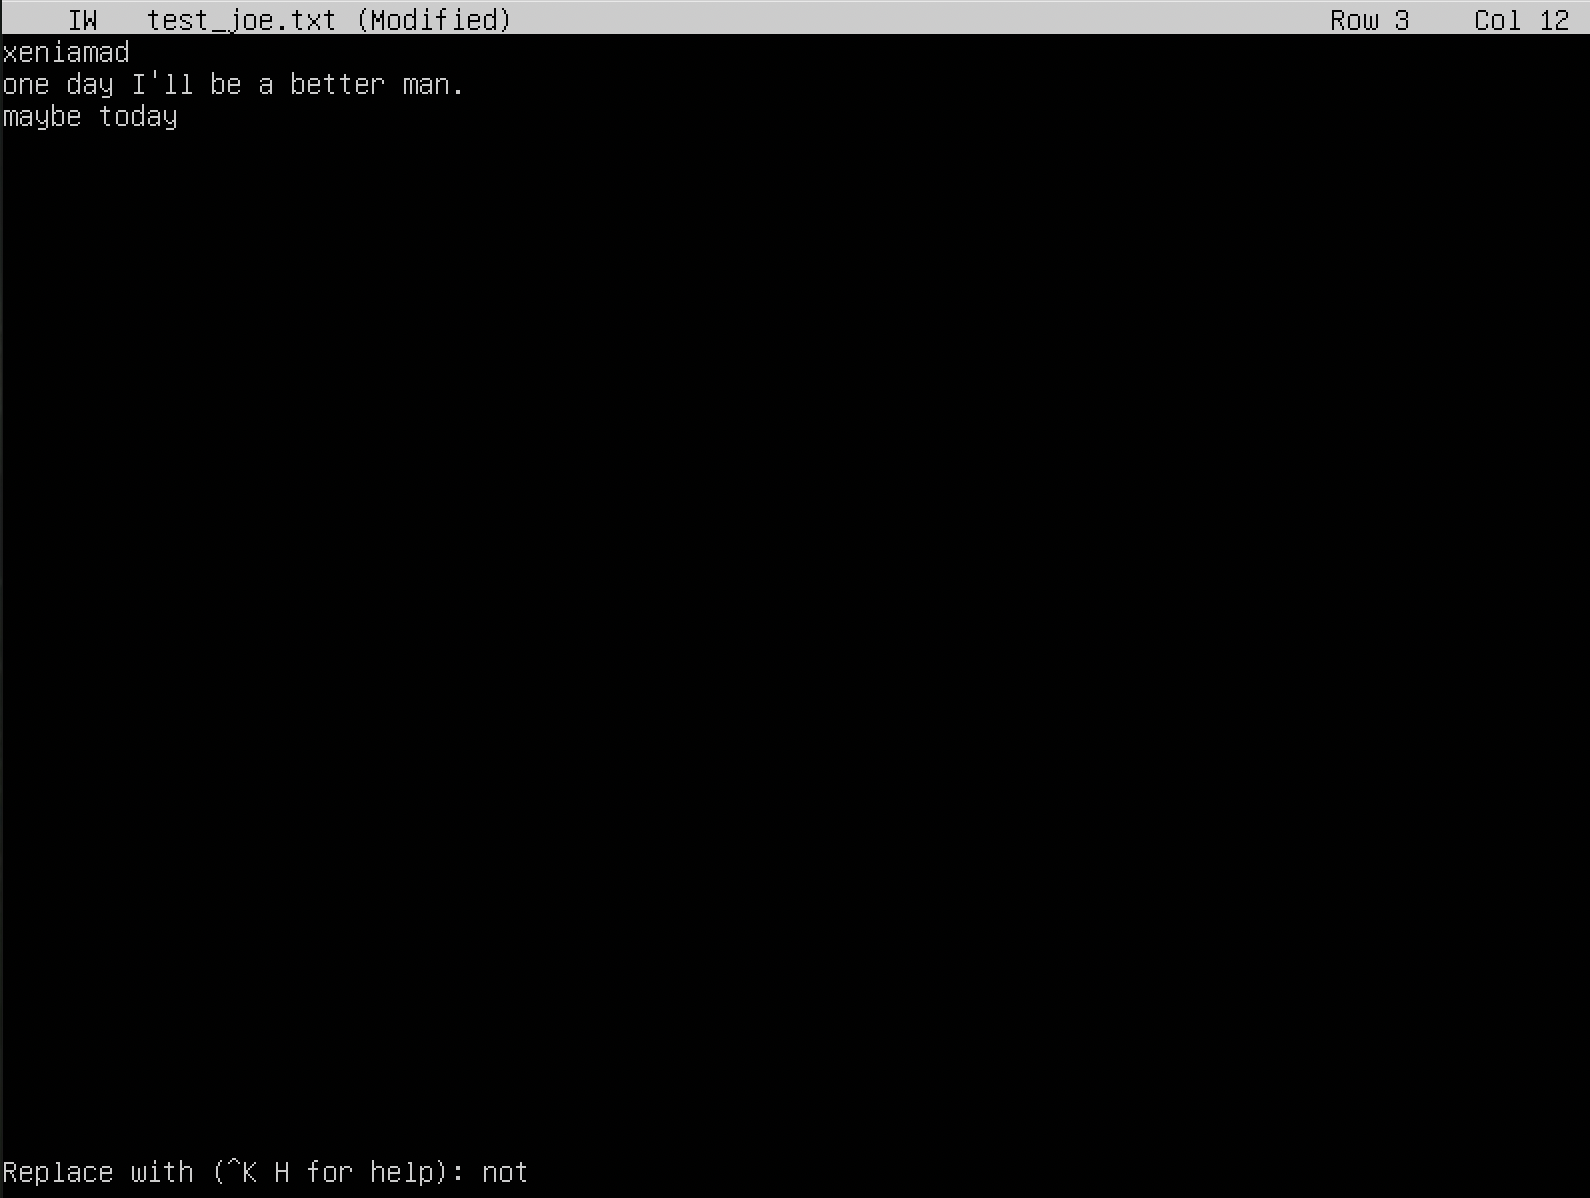 IW test_joe.txt (Modified) Row 3 Col 12
xeniamad
one day I'll be a better man.
maybe today
Replace with (^K H for help): not